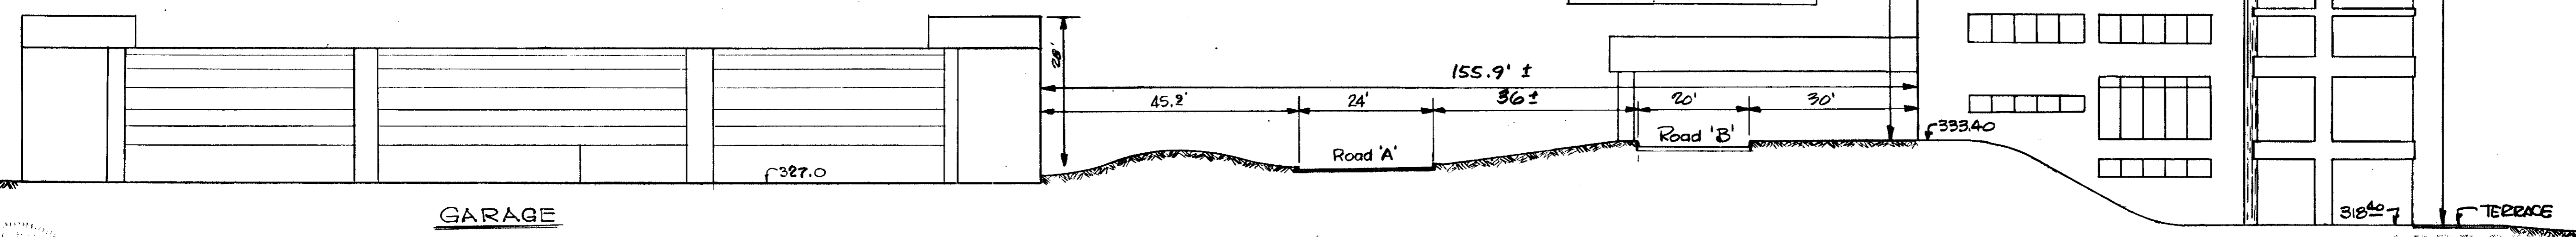 28'
155.9' ±
45.2' 24' 36 ± 20' 30'
Road 'A' Road 'B' 333.40
327.0
GARAGE
318.40 TERRACE